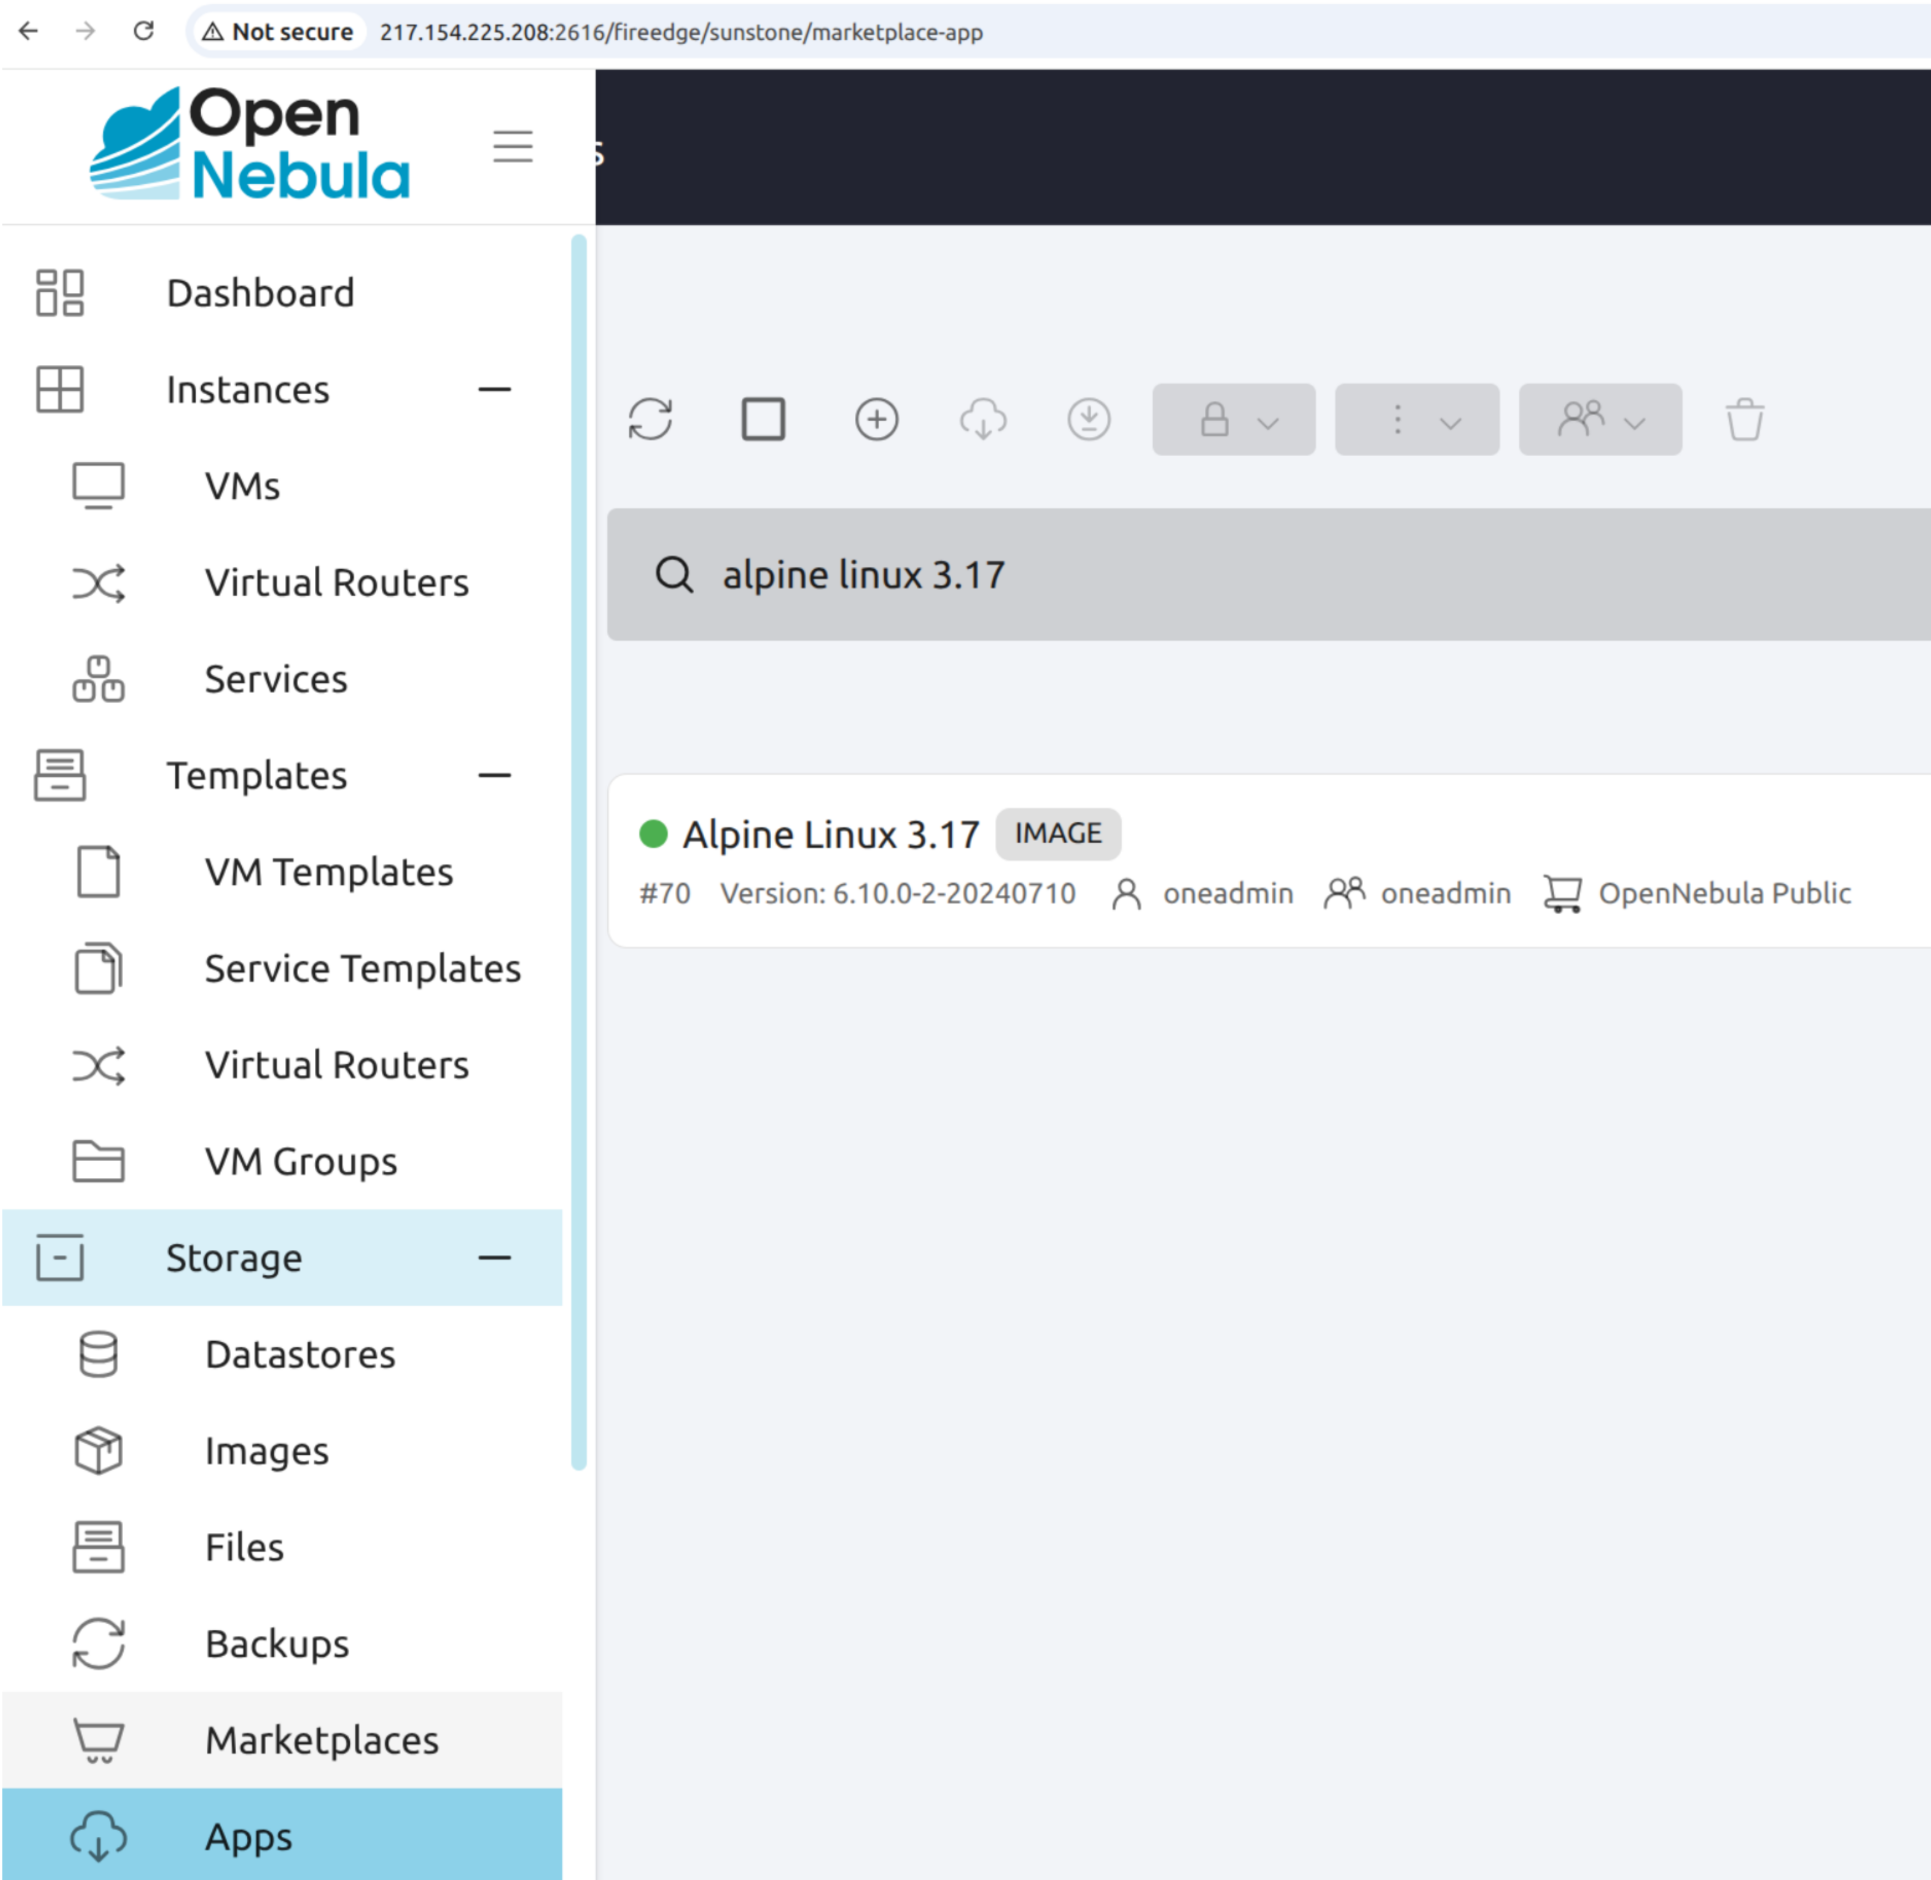 Not secure 217.154.225.208:2616/fireedge/sunstone/marketplace-app
Open
Nebula
s
Dashboard
Instances
VMs
Virtual Routers
Services
Templates
VM Templates
Service Templates
Virtual Routers
VM Groups
Storage
Datastores
Images
Files
Backups
Marketplaces
Apps
alpine linux 3.17
Alpine Linux 3.17 IMAGE
#70 Version: 6.10.0-2-20240710 oneadmin oneadmin OpenNebula Public